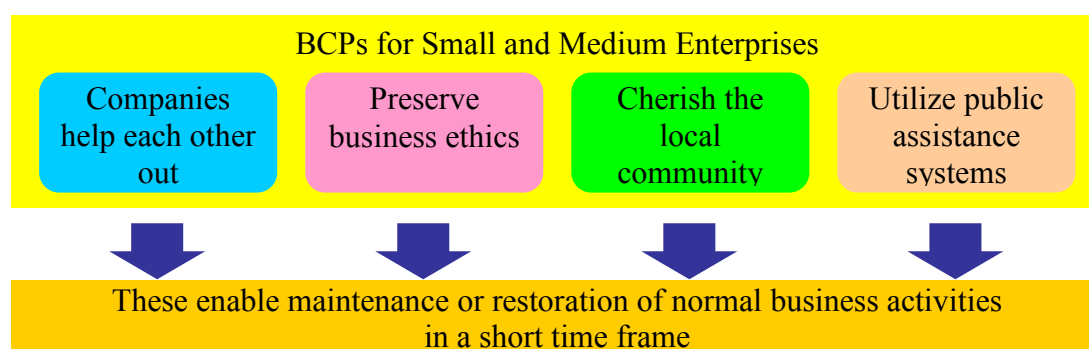 BCPs for Small and Medium Enterprises
Companies
help each other
out
Preserve
business ethics
Cherish the
local
community
Utilize public
assistance
systems
These enable maintenance or restoration of normal business activities
in a short time frame